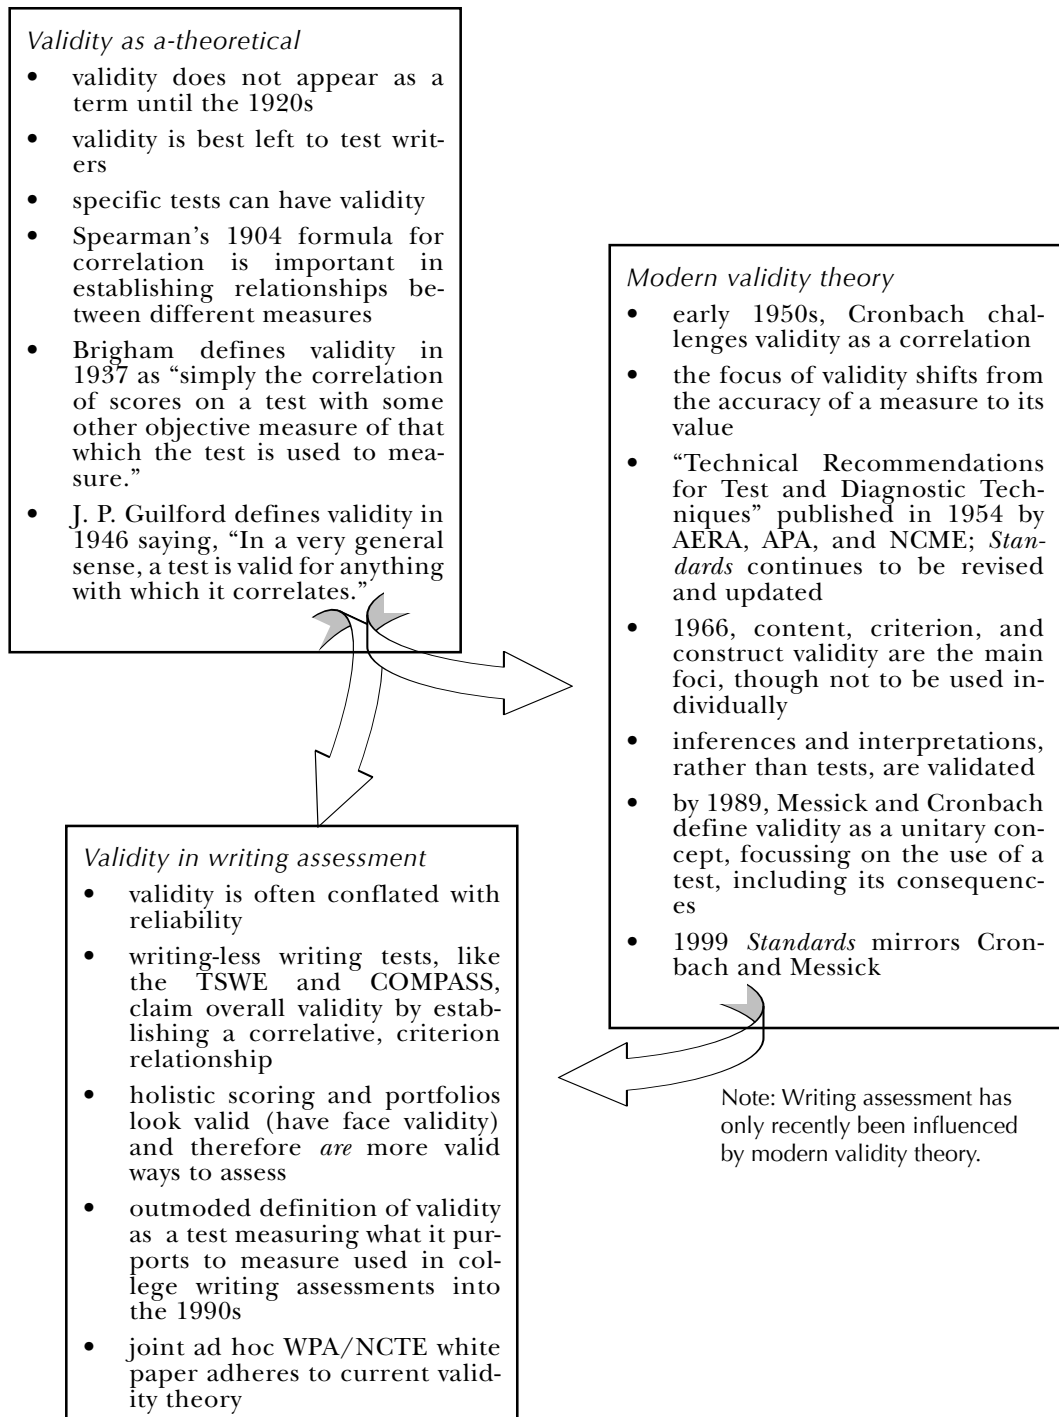 Validity as a-theoretical
• validity does not appear as a
term until the 1920s
• validity is best left to test writ-
ers
• specific tests can have validity
• Spearman's 1904 formula for
correlation is important in
establishing relationships be-
tween different measures
• Brigham defines validity in
1937 as “simply the correlation
of scores on a test with some
other objective measure of that
which the test is used to mea-
sure.”
• J. P. Guilford defines validity in
1946 saying, “In a very general
sense, a test is valid for anything
with which it correlates.”
Modern validity theory
• early 1950s, Cronbach chal-
lenges validity as a correlation
• the focus of validity shifts from
the accuracy of a measure to its
value
• “Technical Recommendations
for Test and Diagnostic Tech-
niques” published in 1954 by
AERA, APA, and NCME; Stan-
dards continues to be revised
and updated
• 1966, content, criterion, and
construct validity are the main
foci, though not to be used in-
dividually
• inferences and interpretations,
rather than tests, are validated
• by 1989, Messick and Cronbach
define validity as a unitary con-
cept, focussing on the use of a
test, including its consequenc-
es
• 1999 Standards mirrors Cron-
bach and Messick
Validity in writing assessment
• validity is often conflated with
reliability
• writing-less writing tests, like
the TSWE and COMPASS,
claim overall validity by estab-
lishing a correlative, criterion
relationship
• holistic scoring and portfolios
look valid (have face validity)
and therefore are more valid
ways to assess
• outmoded definition of validity
as a test measuring what it pur-
ports to measure used in col-
lege writing assessments into
the 1990s
• joint ad hoc WPA/NCTE white
paper adheres to current valid-
ity theory
Note: Writing assessment has
only recently been influenced
by modern validity theory.